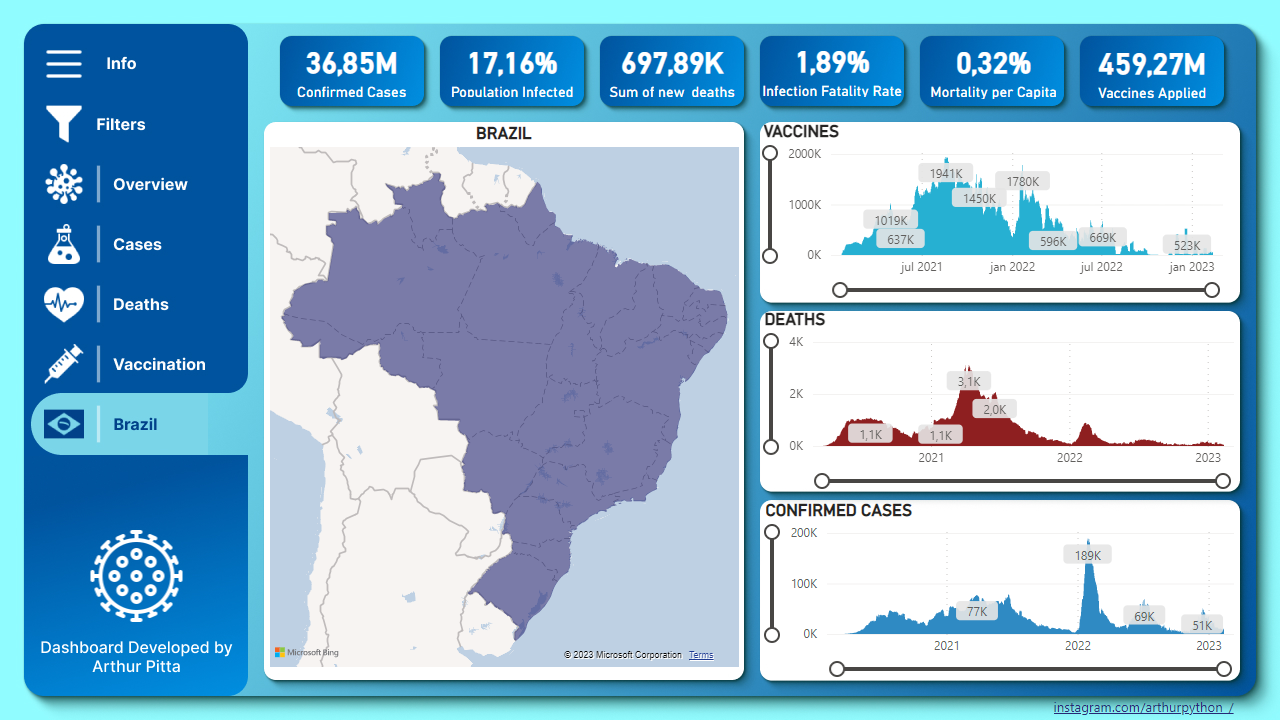 Info
Filters
Overview
Cases
Deaths
Vaccination
Brazil
Dashboard Developed by
Arthur Pitta
36,85M
Confirmed Cases
17,16%
Population Infected
697,89K
Sum of new deaths
1,89%
Infection Fatality Rate
0,32%
Mortality per Capita
459,27M
Vaccines Applied
BRAZIL
Microsoft Bing
© 2023 Microsoft Corporation Terms
VACCINES
2000K
1000K
0K
1941K
1780K
1450K
1019K
637K
596K
669K
523K
jul 2021
jan 2022
jul 2022
jan 2023
DEATHS
4K
2K
0K
3,1K
2,0K
1,1K
1,1K
2021
2022
2023
CONFIRMED CASES
200K
100K
0K
189K
77K
69K
51K
2021
2022
2023
instagram.com/arthurpython_/